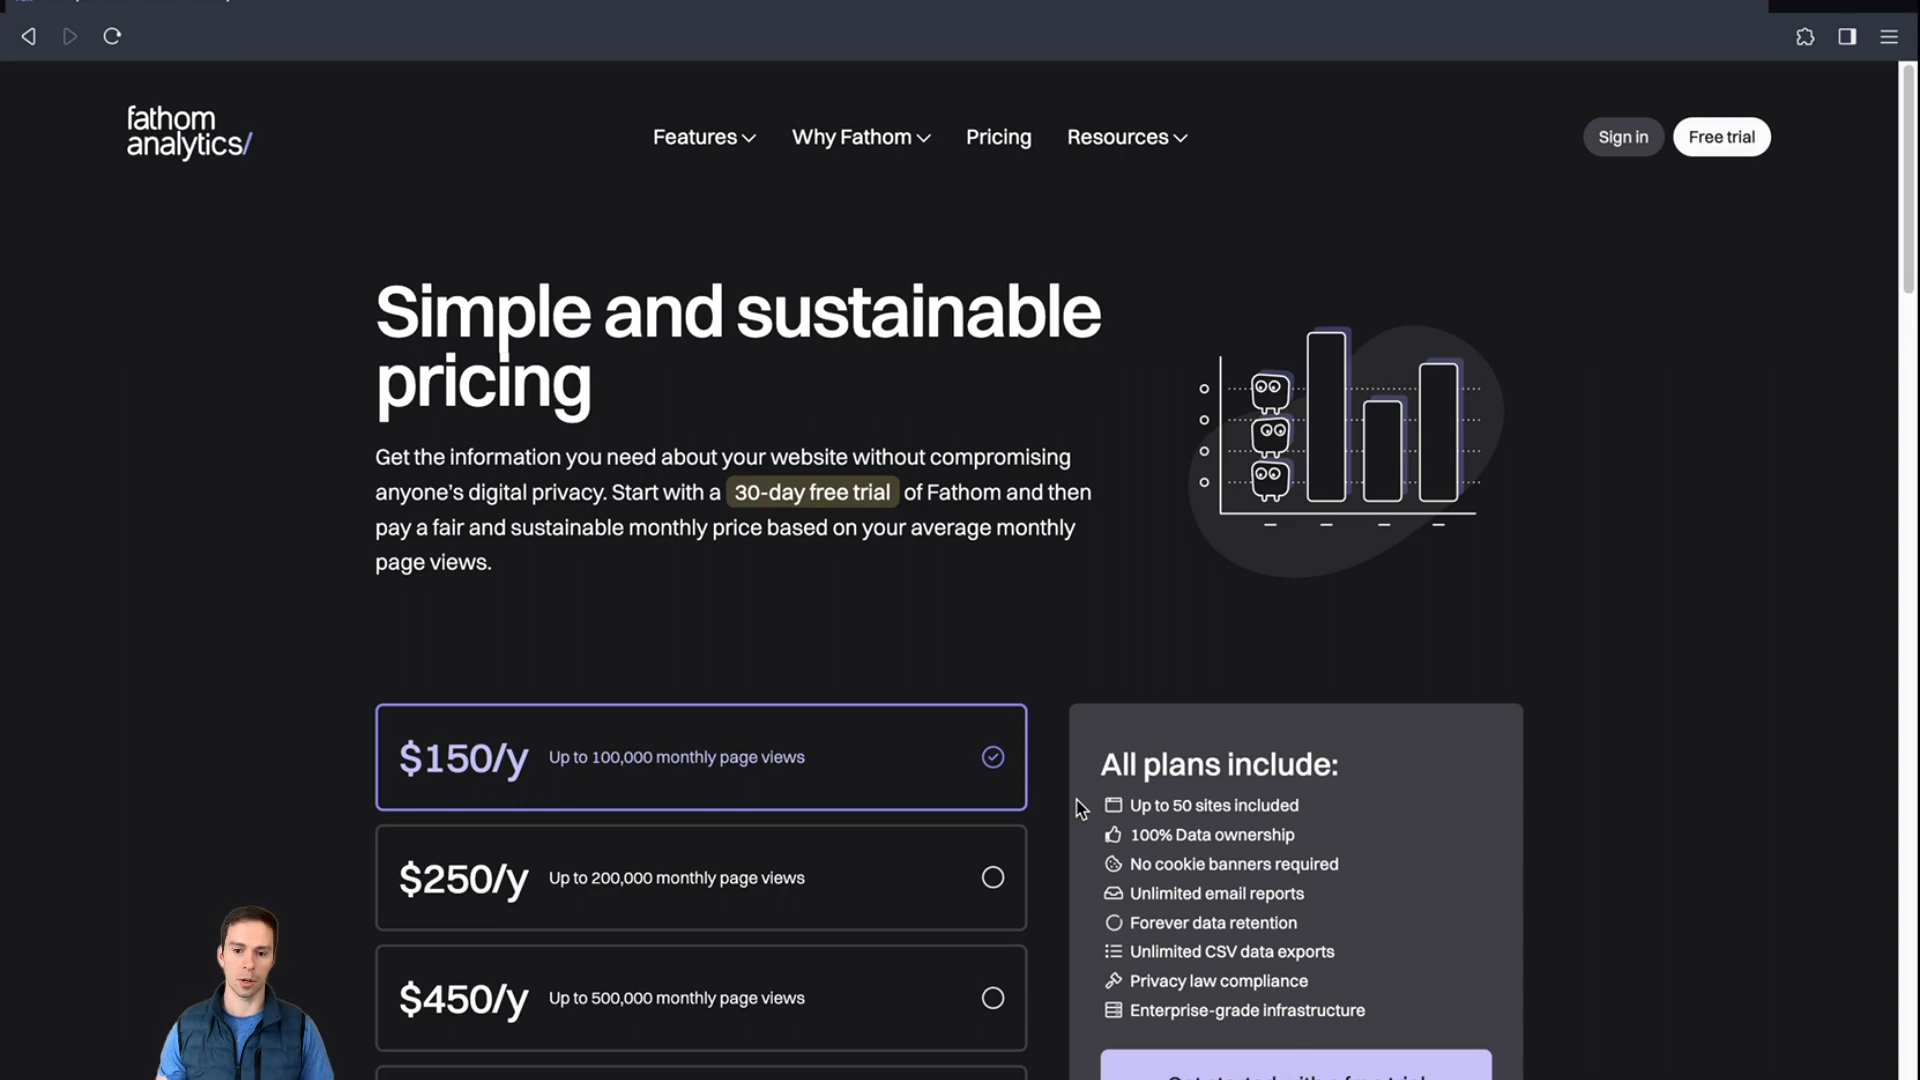 fathom
analytics/
Features
Why Fathom
Pricing
Resources
Sign in
Free trial
Simple and sustainable
pricing
Get the information you need about your website without compromising
anyone’s digital privacy. Start with a 30-day free trial of Fathom and then
pay a fair and sustainable monthly price based on your average monthly
page views.
$150/y Up to 100,000 monthly page views
$250/y Up to 200,000 monthly page views
$450/y Up to 500,000 monthly page views
All plans include:
Up to 50 sites included
100% Data ownership
No cookie banners required
Unlimited email reports
Forever data retention
Unlimited CSV data exports
Privacy law compliance
Enterprise-grade infrastructure